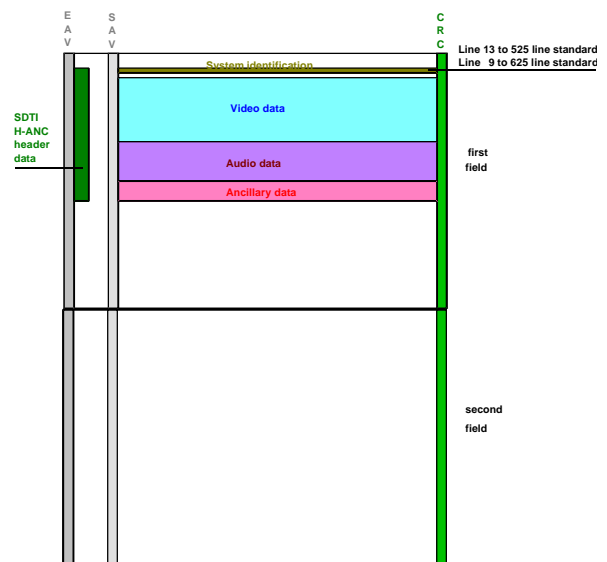 E
A
V
S
A
V
C
R
C
Line 13 to 525 line standard
Line 9 to 625 line standard
System identification
SDTI
H-ANC
header
data
Video data
Audio data
Ancillary data
first
field
second
field